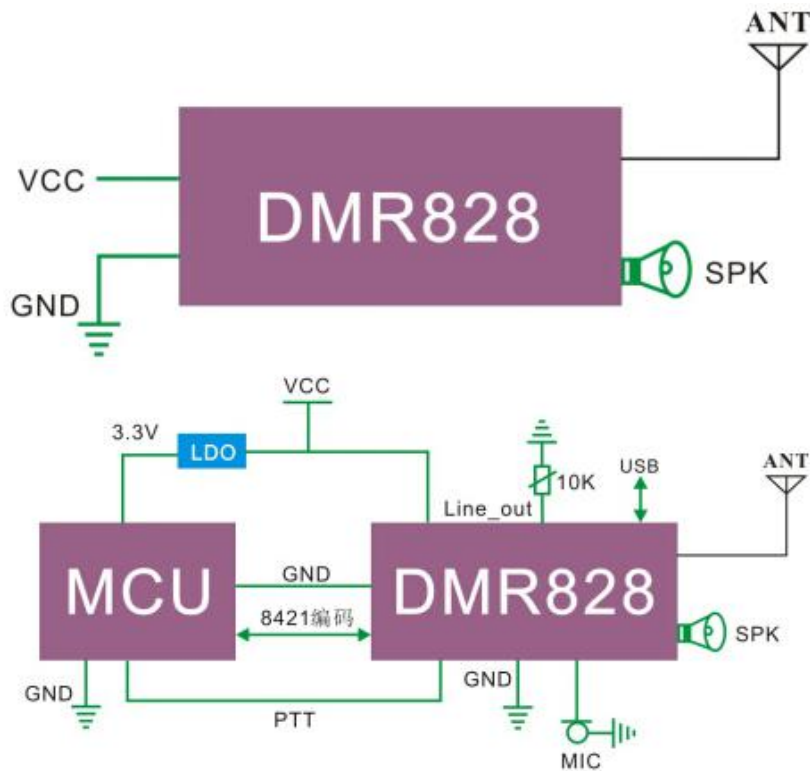 ANT
VCC
DMR828
SPK
GND
VCC
3.3V
LDO
10K
USB
ANT
Line_out
MCU
GND
DMR828
8421编码
SPK
GND
GND
PTT
MIC